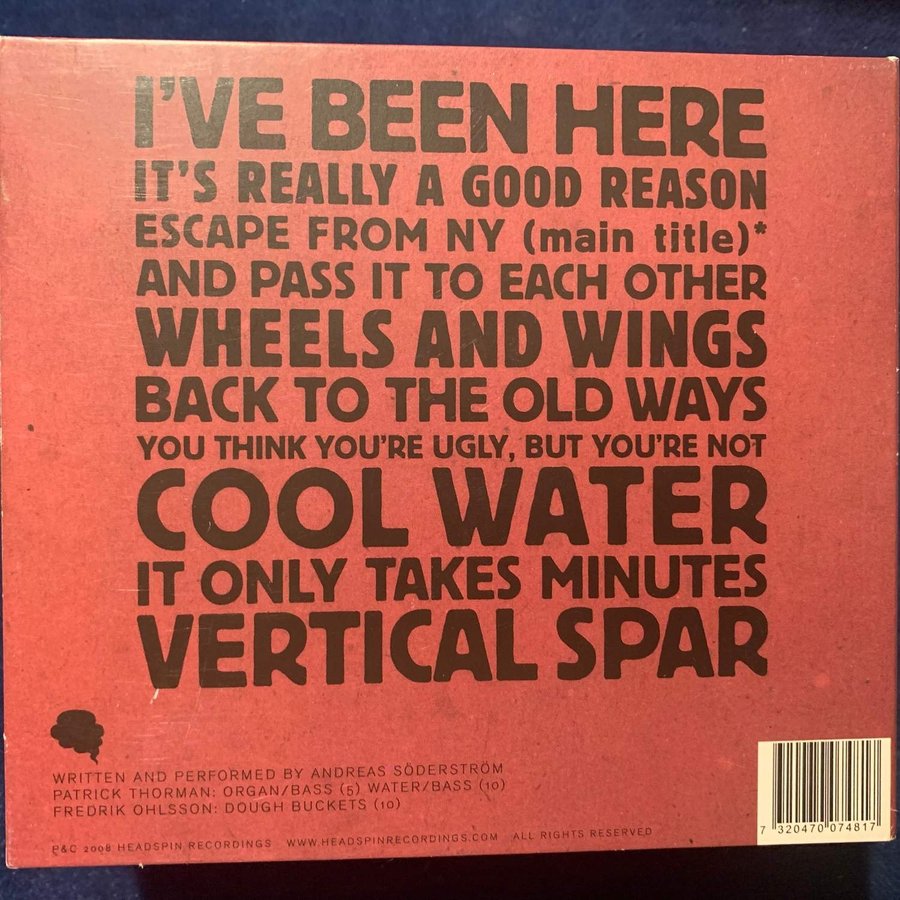 I'VE BEEN HERE
IT'S REALLY A GOOD REASON
ESCAPE FROM NY (main title)*
AND PASS IT TO EACH OTHER
WHEELS AND WINGS
BACK TO THE OLD WAYS
YOU THINK YOU'RE UGLY, BUT YOU'RE NOT
COOL WATER
IT ONLY TAKES MINUTES
VERTICAL SPAR
WRITTEN AND PERFORMED BY ANDREAS SÖDERSTRÖM
PATRICK THORMAN: ORGAN/BASS (5) WATER/BASS (10)
FREDRIK OHLSSON: DOUGH BUCKETS (10)
P&C 2008 HEADSPIN RECORDINGS WWW.HEADSPINRECORDINGS.COM ALL RIGHTS RESERVED
7 320470 074817